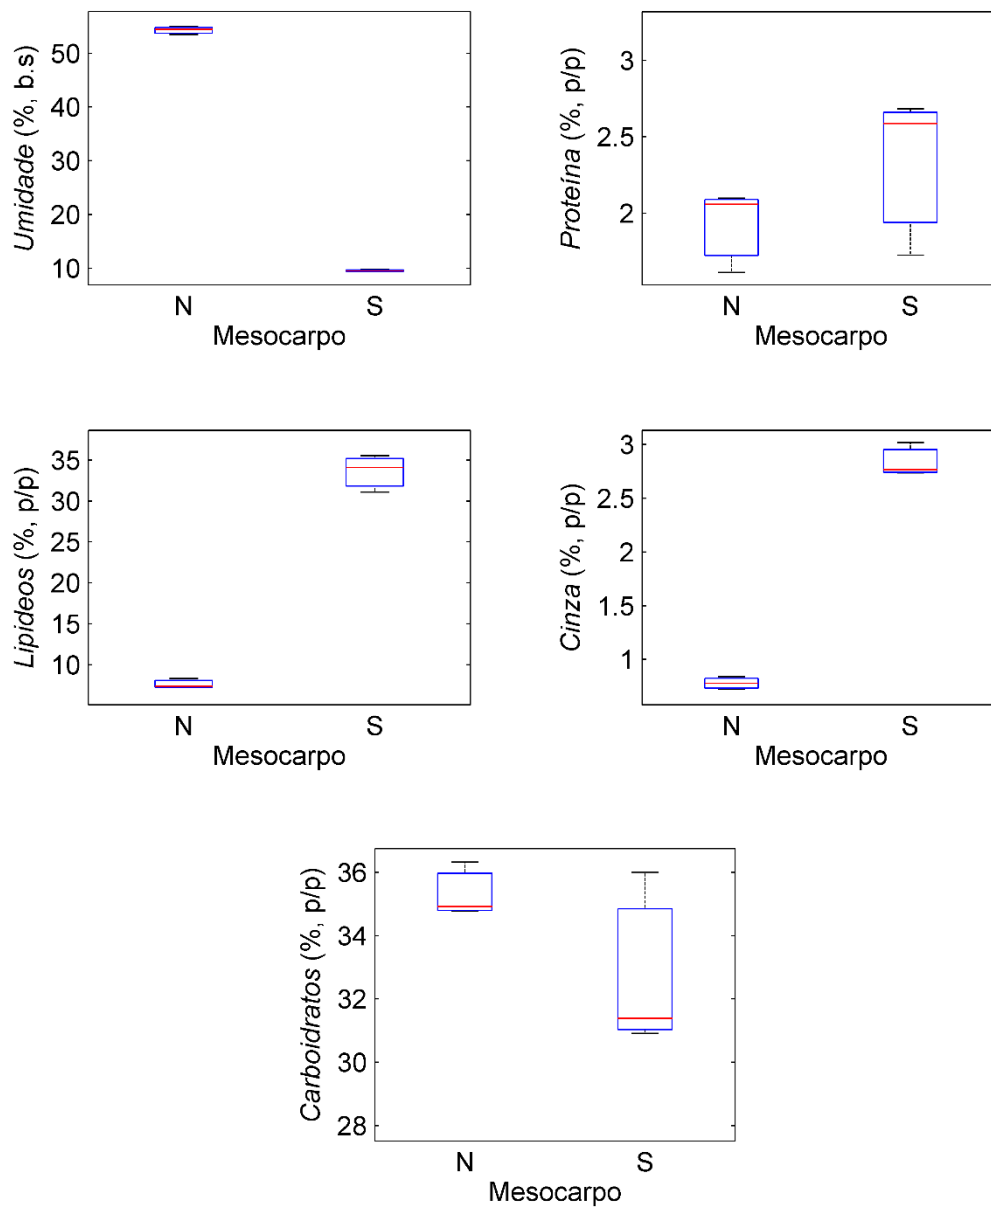 Umidade (%, b.s)
50
40
30
20
10
N
S
Mesocarpo
Proteína (%, p/p)
3
2.5
2
N
S
Mesocarpo
Lipideos (%, p/p)
35
30
25
20
15
10
N
S
Mesocarpo
Cinza (%, p/p)
3
2.5
2
1.5
1
N
S
Mesocarpo
Carboidratos (%, p/p)
36
34
32
30
28
N
S
Mesocarpo